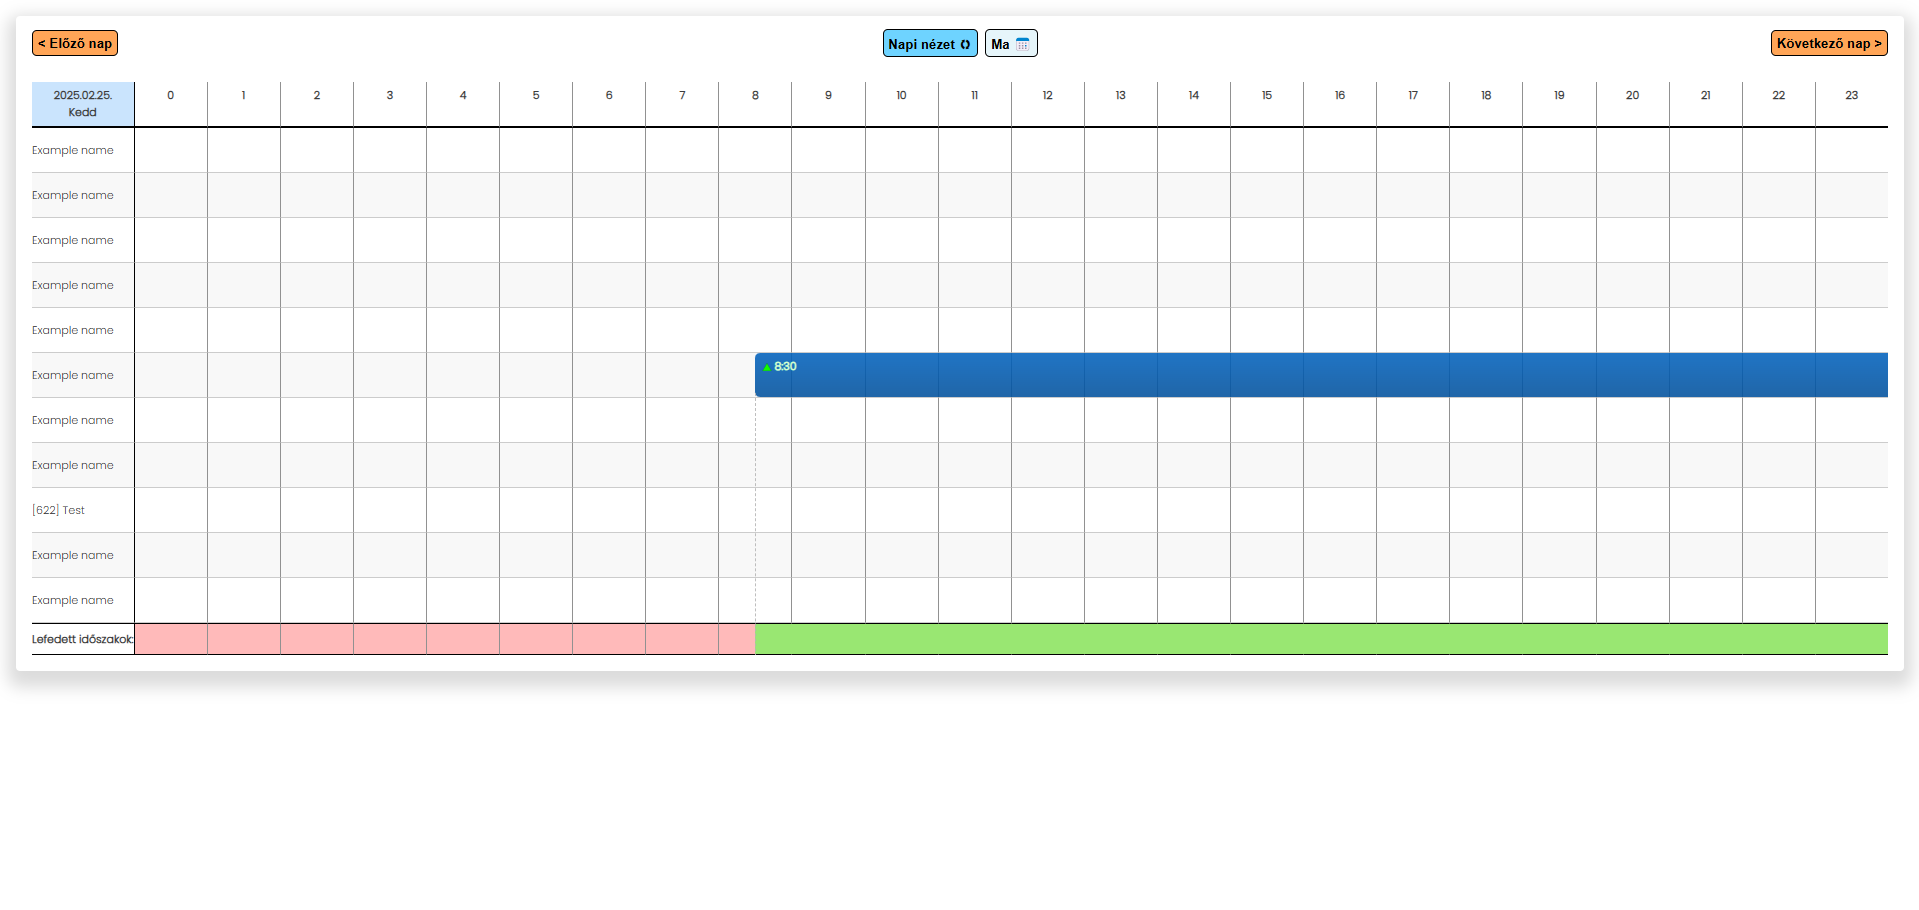 < Előző nap
Napi nézet
Ma
Következő nap >
2025.02.25.
Kedd
0 1 2 3 4 5 6 7 8 9 10 11 12 13 14 15 16 17 18 19 20 21 22 23
Example name
Example name
Example name
Example name
Example name
Example name
▲ 8:30
Example name
Example name
[622] Test
Example name
Example name
Lefedett időszakok: